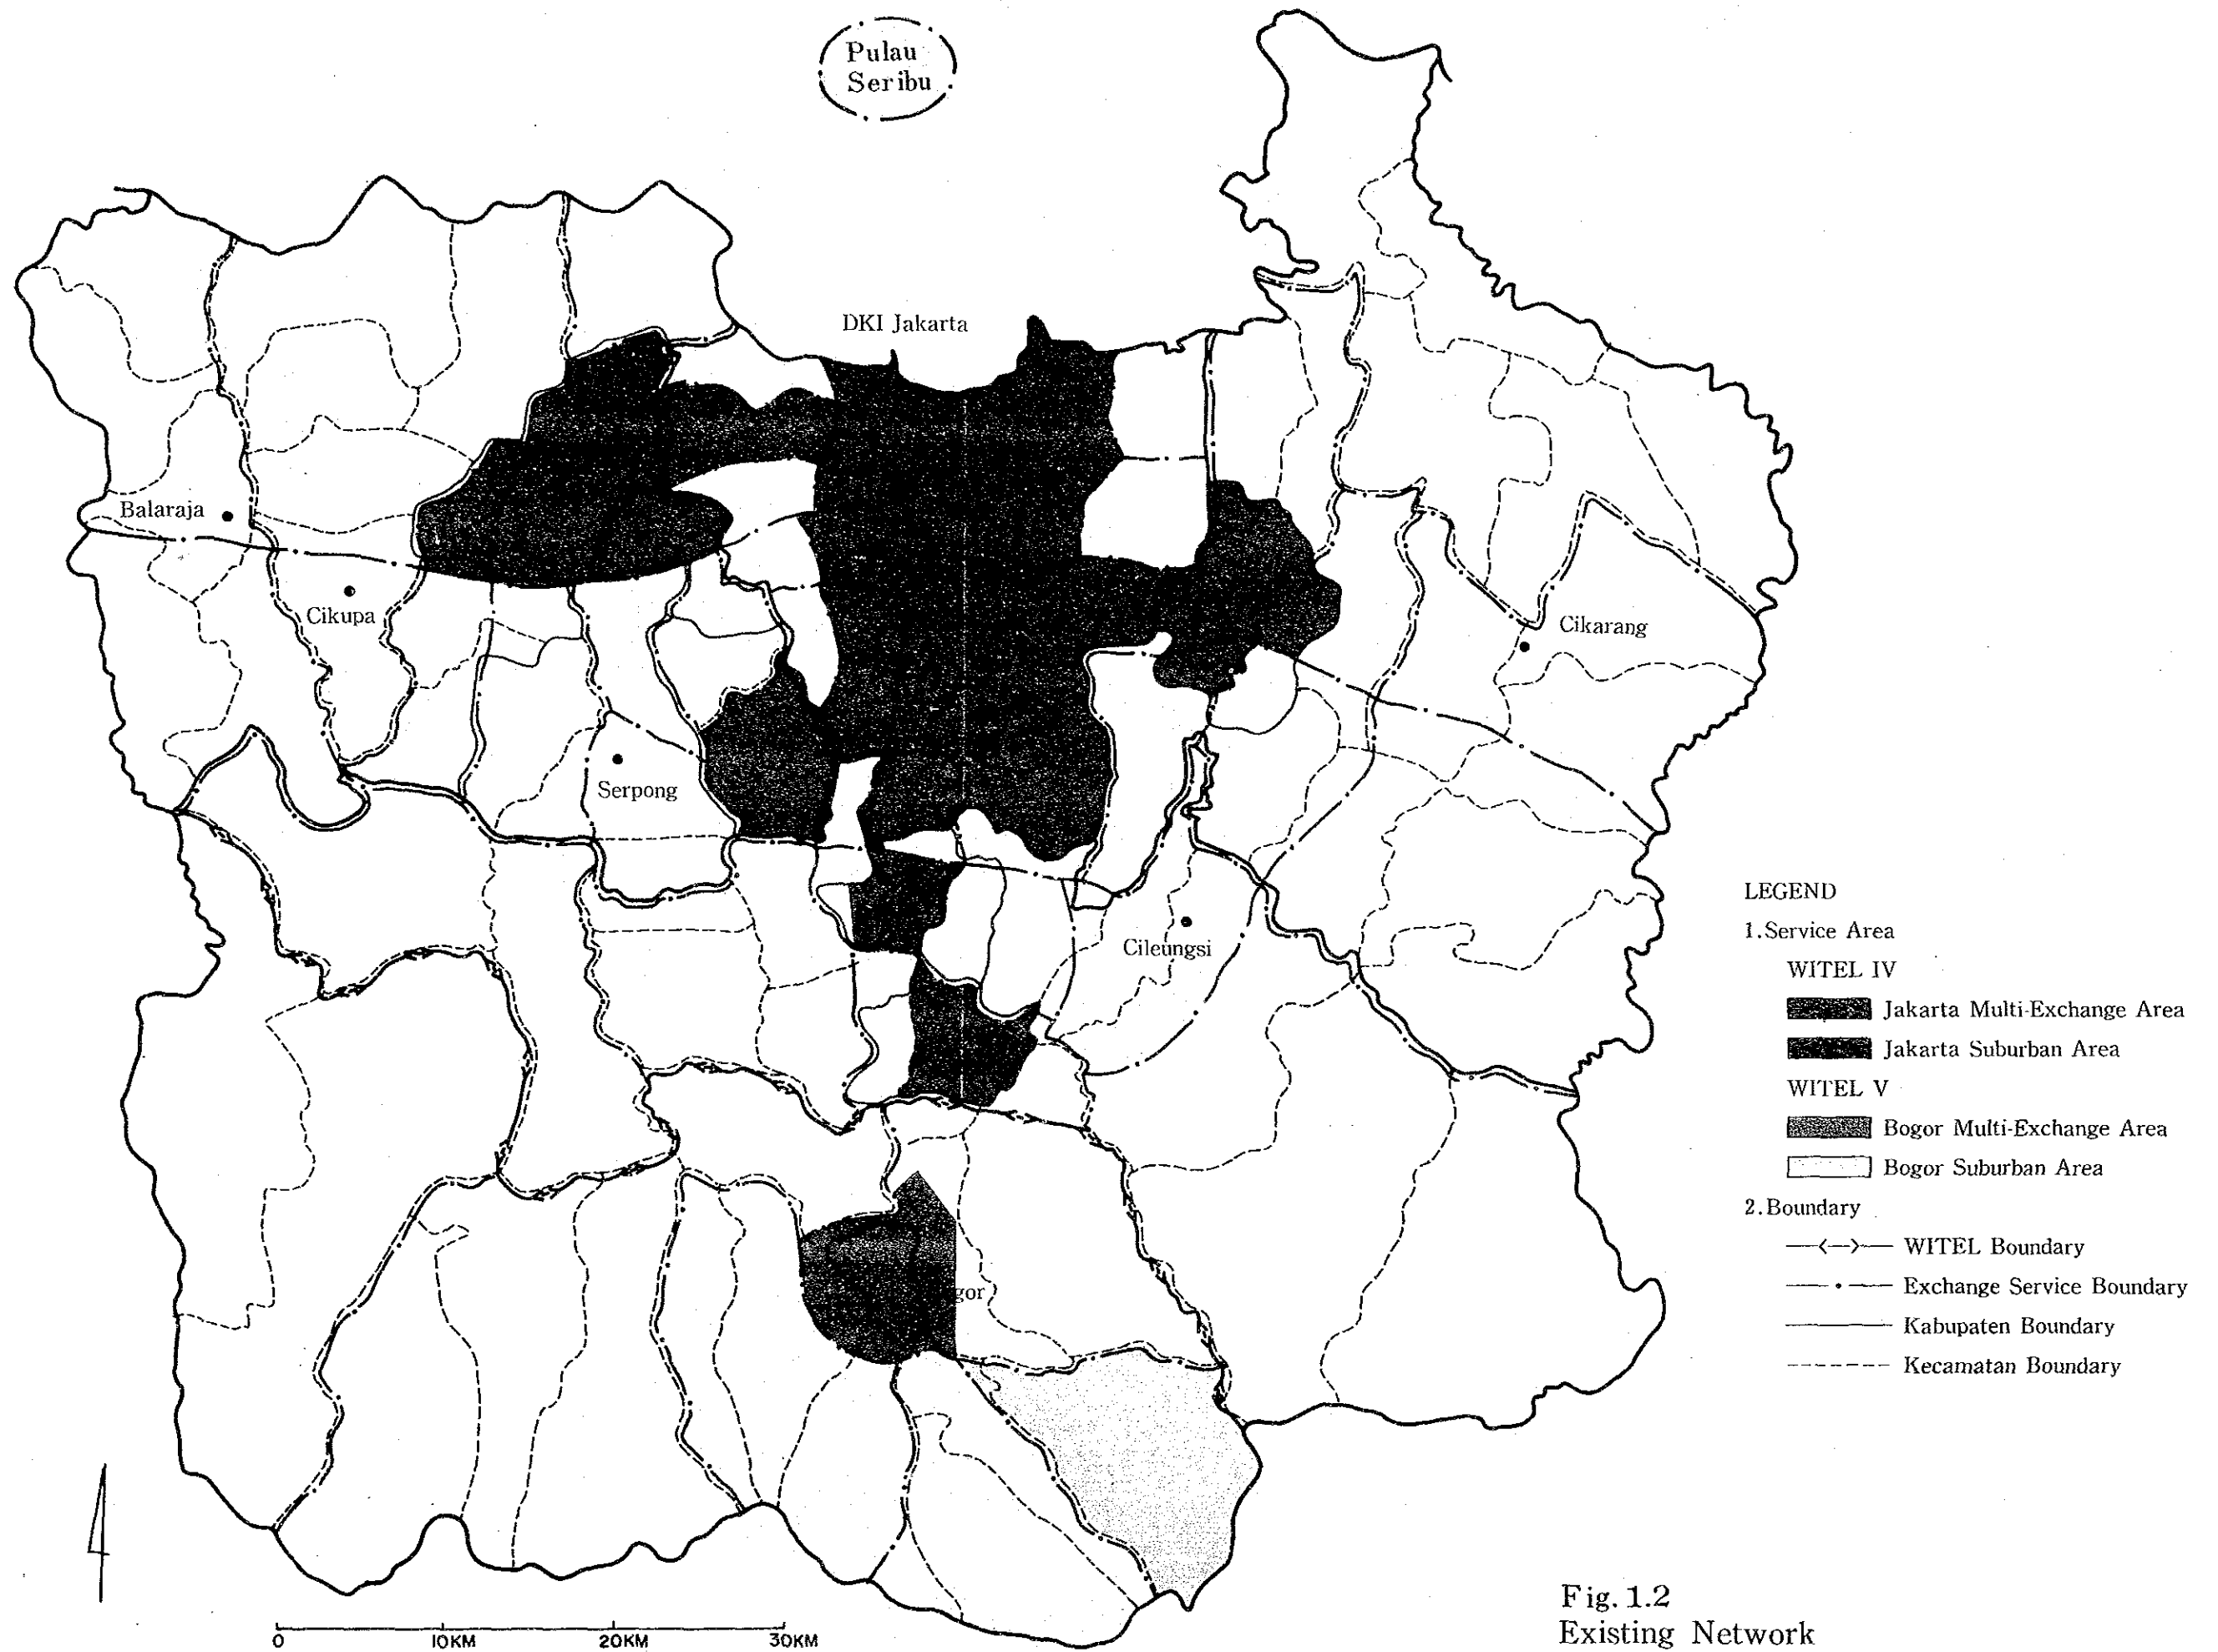 Pulau
Seribu
DKI Jakarta
Balaraja
Cikupa
Cikarang
Serpong
Cileungsi
gor
LEGEND
1.Service Area
WITEL IV
Jakarta Multi-Exchange Area
Jakarta Suburban Area
WITEL V
Bogor Multi-Exchange Area
Bogor Suburban Area
2.Boundary
WITEL Boundary
Exchange Service Boundary
Kabupaten Boundary
Kecamatan Boundary
0 10KM 20KM 30KM
Fig.1.2
Existing Network